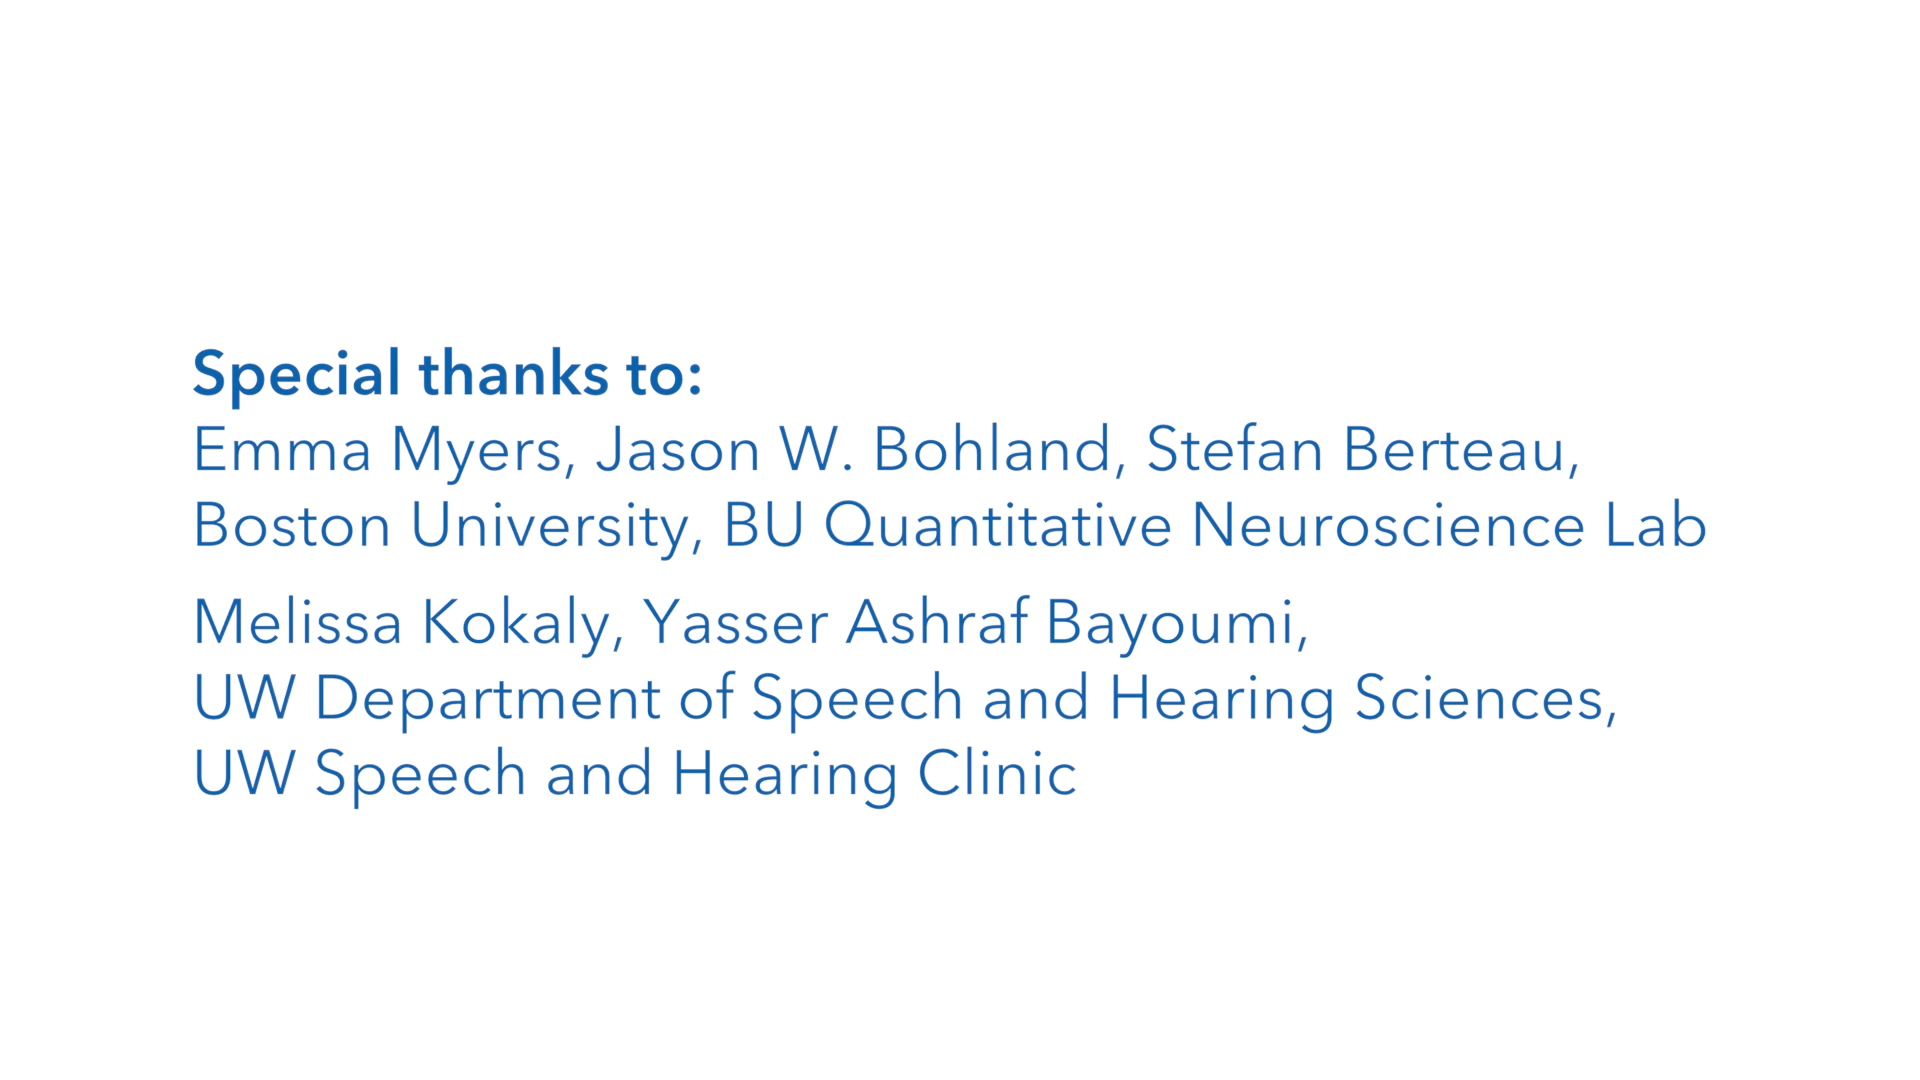 Special thanks to:
Emma Myers, Jason W. Bohland, Stefan Berteau,
Boston University, BU Quantitative Neuroscience Lab
Melissa Kokaly, Yasser Ashraf Bayoumi,
UW Department of Speech and Hearing Sciences,
UW Speech and Hearing Clinic